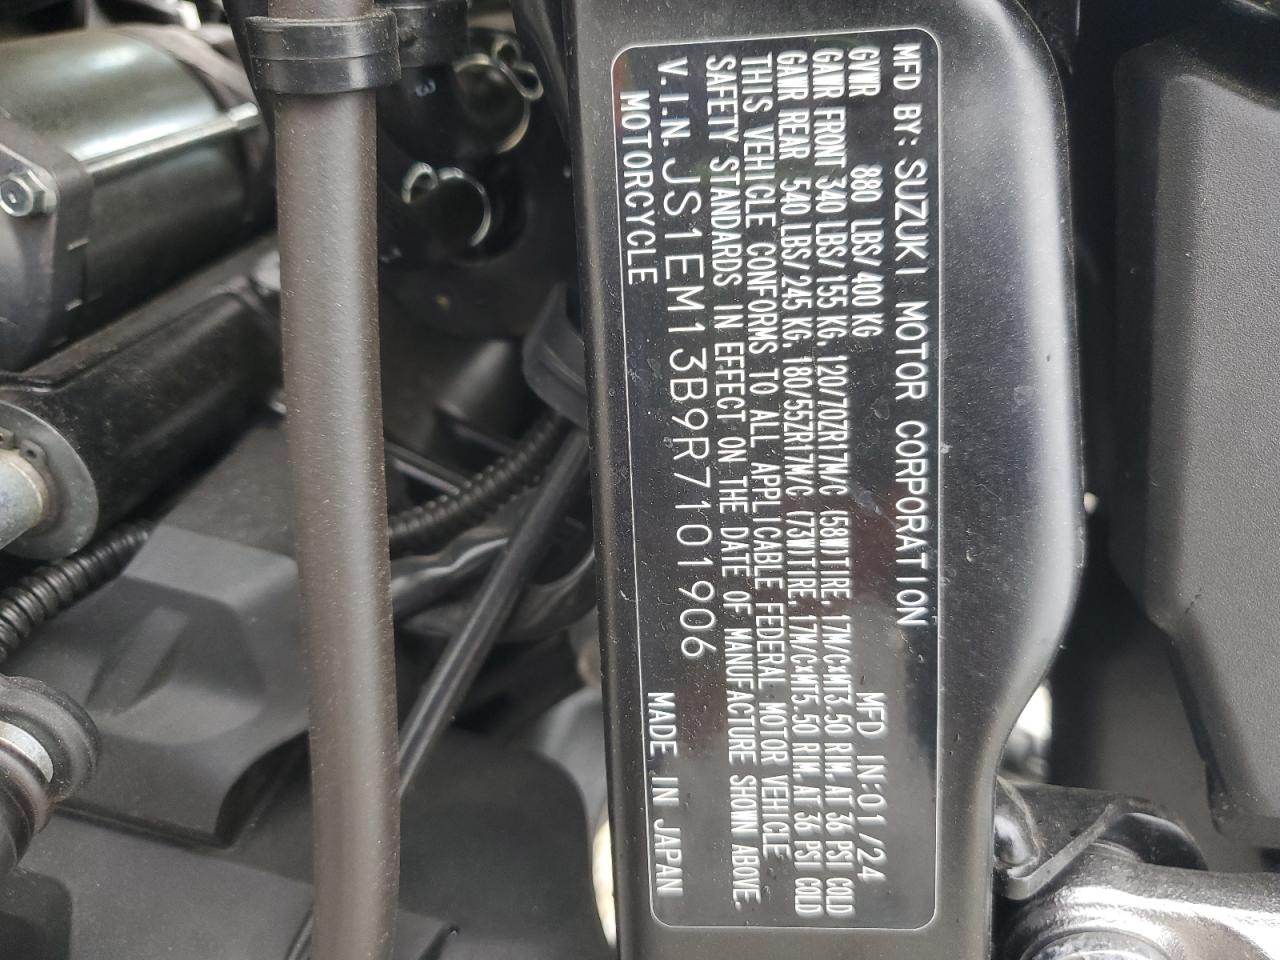 MFD BY: SUZUKI MOTOR CORPORATION
MFD IN:01/24
GVWR 880 LBS/400 KG
GAWR FRONT 340 LBS/155 KG, 120/70ZR17M/C (58W)TIRE, 17M/CxMT3.50 RIM, AT 36 PSI COLD
GAWR REAR 540 LBS/245 KG, 180/55ZR17M/C (73W)TIRE, 17M/CxMT5.50 RIM, AT 36 PSI COLD
THIS VEHICLE CONFORMS TO ALL APPLICABLE FEDERAL MOTOR VEHICLE
SAFETY STANDARDS IN EFFECT ON THE DATE OF MANUFACTURE SHOWN ABOVE.
V.I.N. JS1EM13B9R7101906
MOTORCYCLE MADE IN JAPAN
3